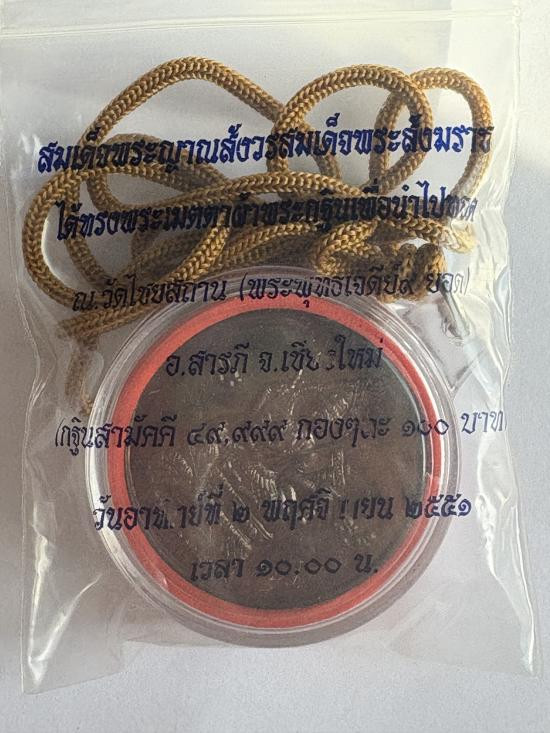 สมเด็จพระญาณสังวรสมเด็จพระสังฆราช
ได้ทรงพระเมตตาผ้าพระกฐินเพื่อนำไปทอด
ณ.วัดไชยสถาน (พระพุทธเจดีย์๙ ยอด)
อ.สารภี จ.เชียงใหม่
กฐินสามัคคี ๔๙,๙๙๙ กองๆละ ๑๐๐ บาท
วันอาทิตย์ที่ ๒ พฤศจิกายน ๒๕๕๑
เวลา ๑๐.๐๐ น.